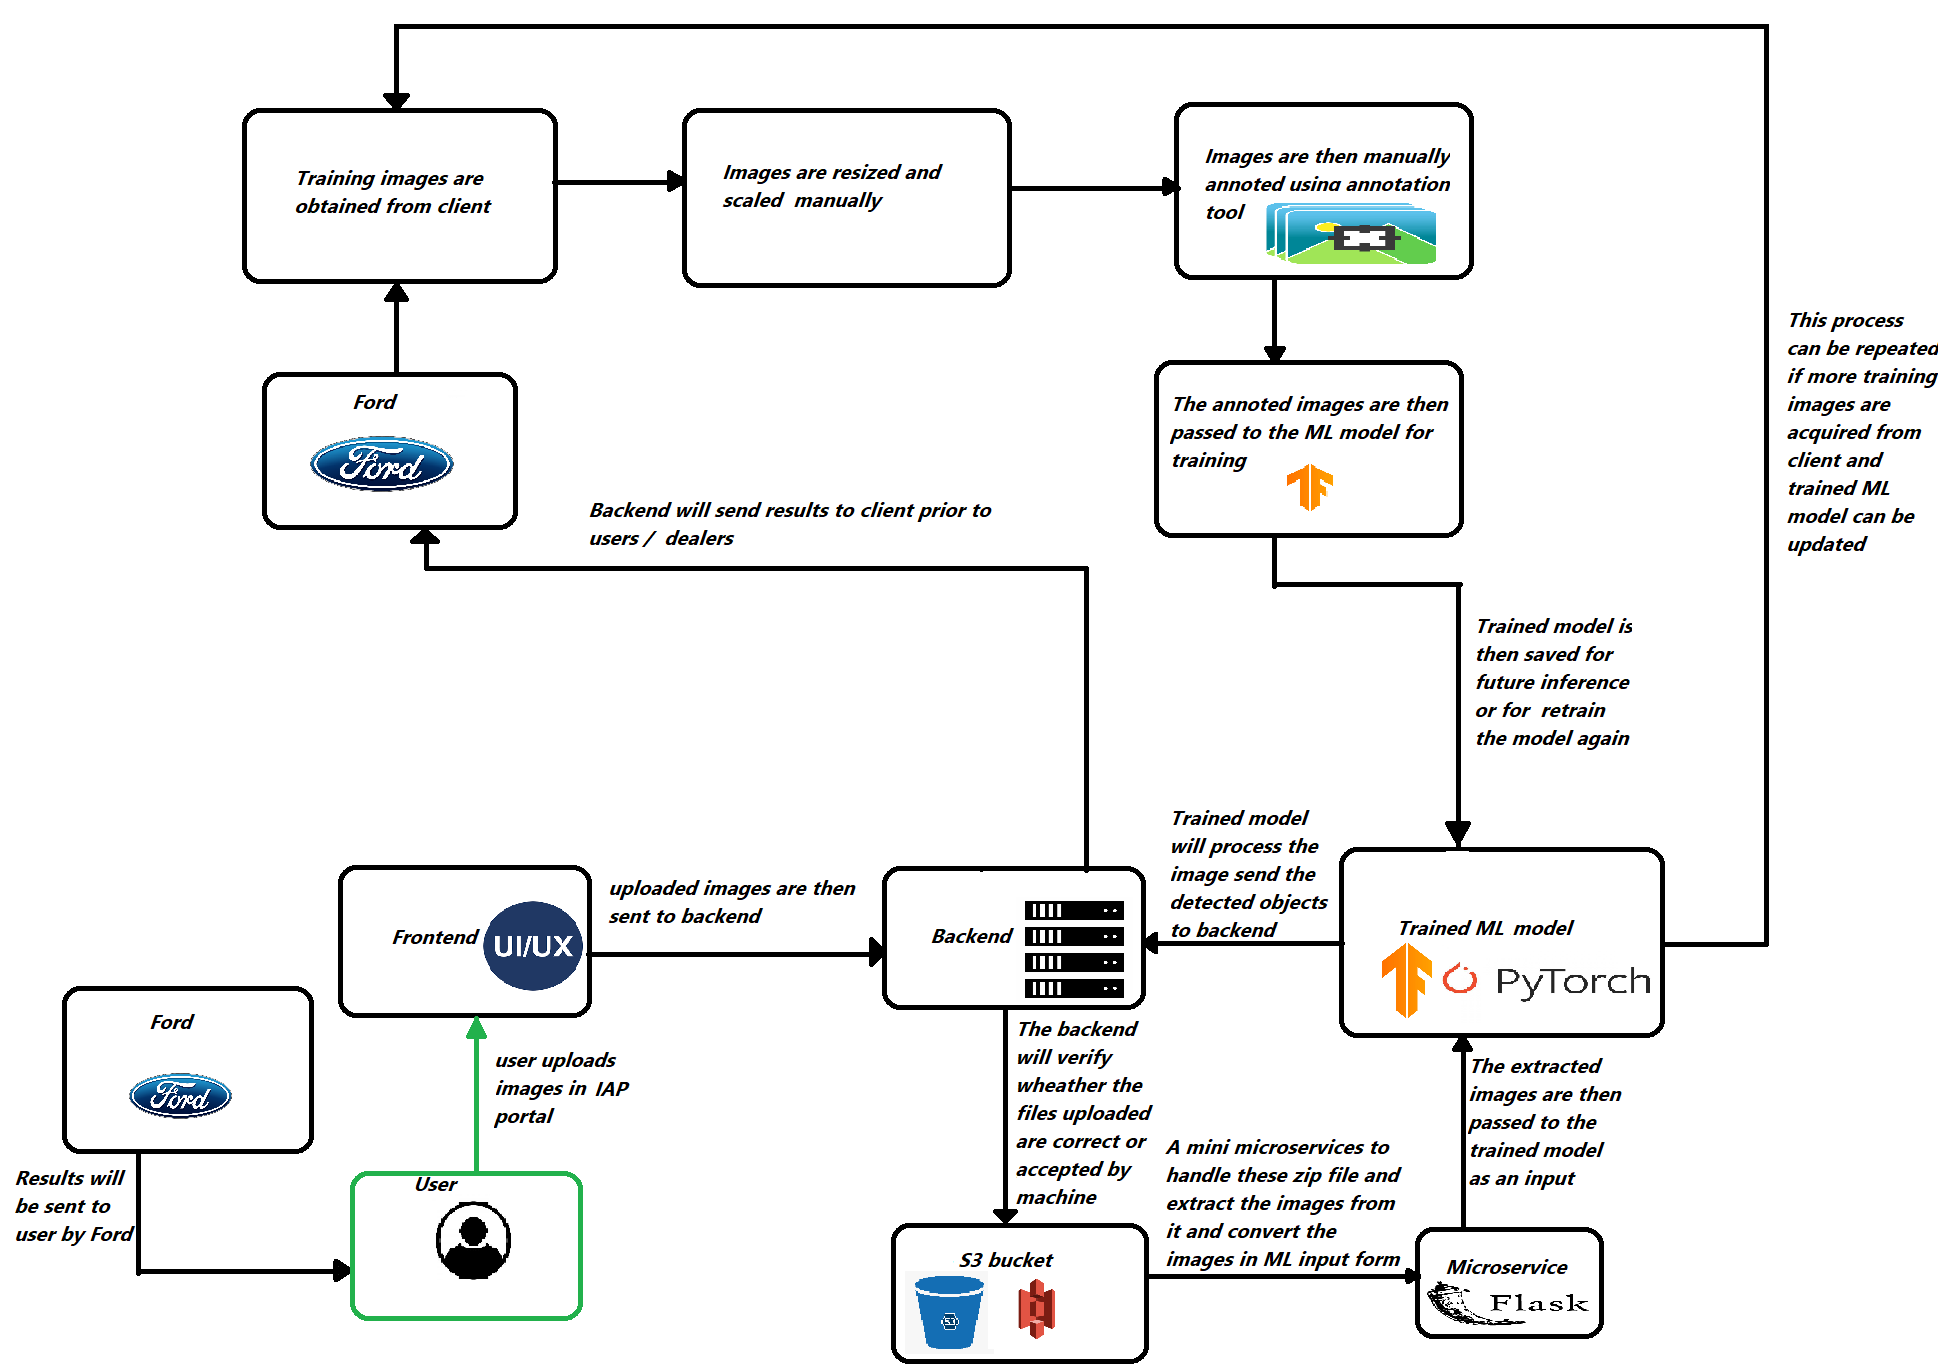 Training images are
obtained from client
Images are resized and
scaled manually
Images are then manually
annoted using annotation
tool
Ford
Ford
The annoted images are then
passed to the ML model for
training
This process
can be repeated
if more training
images are
acquired from
client and
trained ML
model can be
updated
Backend will send results to client prior to
users / dealers
Trained model is
then saved for
future inference
or for retrain
the model again
Trained model
will process the
image send the
detected objects
to backend
Frontend
UI/UX
uploaded images are then
sent to backend
Backend
Trained ML model
PyTorch
Ford
Ford
user uploads
images in IAP
portal
The backend
will verify
wheather the
files uploaded
are correct or
accepted by
machine
The extracted
images are then
passed to the
trained model
as an input
Results will
be sent to
user by Ford
User
A mini microservices to
handle these zip file and
extract the images from
it and convert the
images in ML input form
S3 bucket
S3
Microservice
Flask